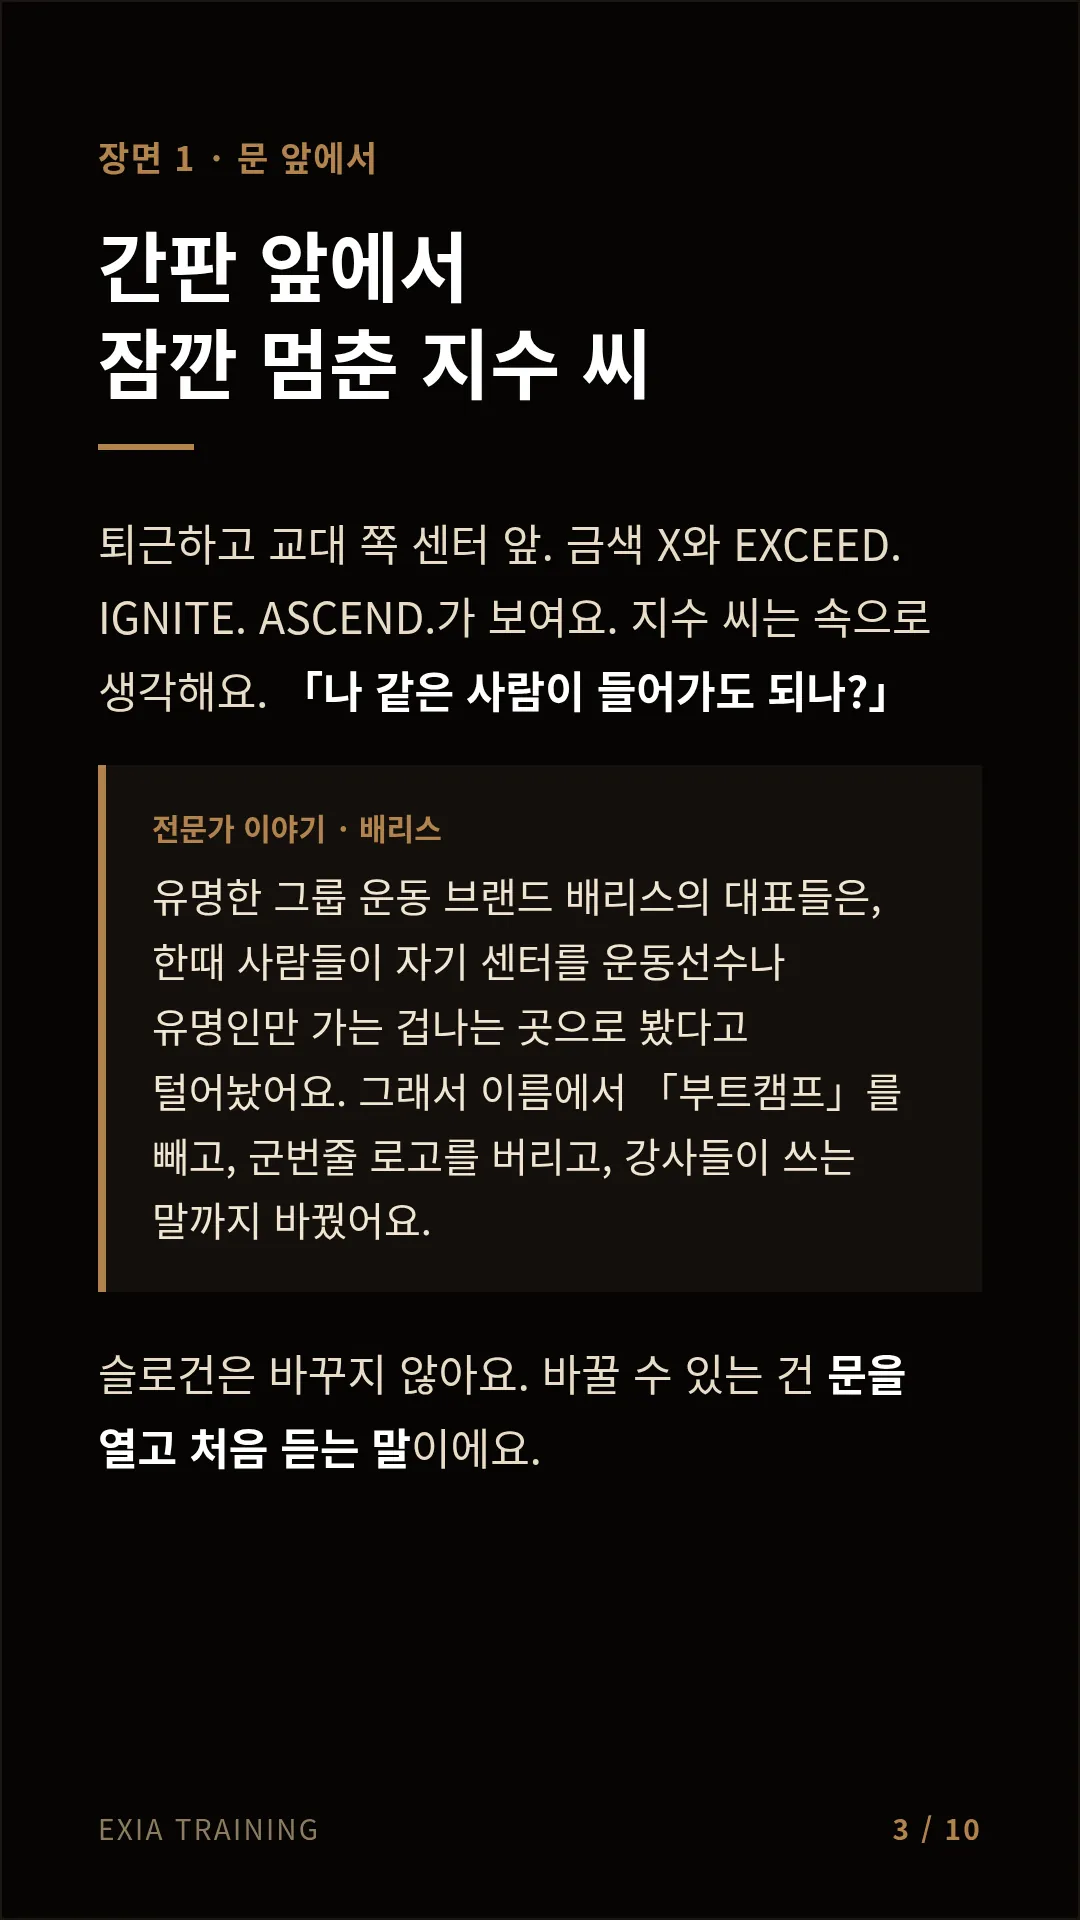 장면 1 · 문 앞에서
간판 앞에서
잠깐 멈춘 지수 씨
퇴근하고 교대 쪽 센터 앞. 금색 X와 EXCEED.
IGNITE. ASCEND.가 보여요. 지수 씨는 속으로
생각해요. 「나 같은 사람이 들어가도 되나?」
전문가 이야기 · 배리스
유명한 그룹 운동 브랜드 배리스의 대표들은,
한때 사람들이 자기 센터를 운동선수나
유명인만 가는 겁나는 곳으로 봤다고
털어놨어요. 그래서 이름에서 「부트캠프」를
빼고, 군번줄 로고를 버리고, 강사들이 쓰는
말까지 바꿨어요.
슬로건은 바꾸지 않아요. 바꿀 수 있는 건 문을
열고 처음 듣는 말이에요.
EXIA TRAINING
3 / 10